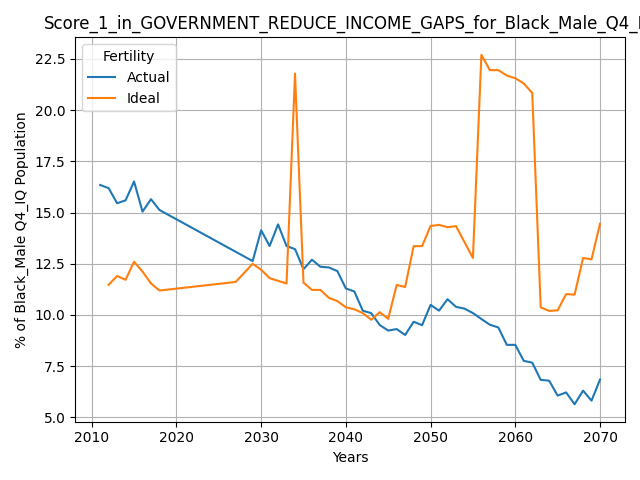 Score_1_in_GOVERNMENT_REDUCE_INCOME_GAPS_for_Black_Male_Q4_I
Fertility
Actual
Ideal
% of Black_Male Q4_IQ Population
22.5
20.0
17.5
15.0
12.5
10.0
7.5
5.0
2010 2020 2030 2040 2050 2060 2070
Years